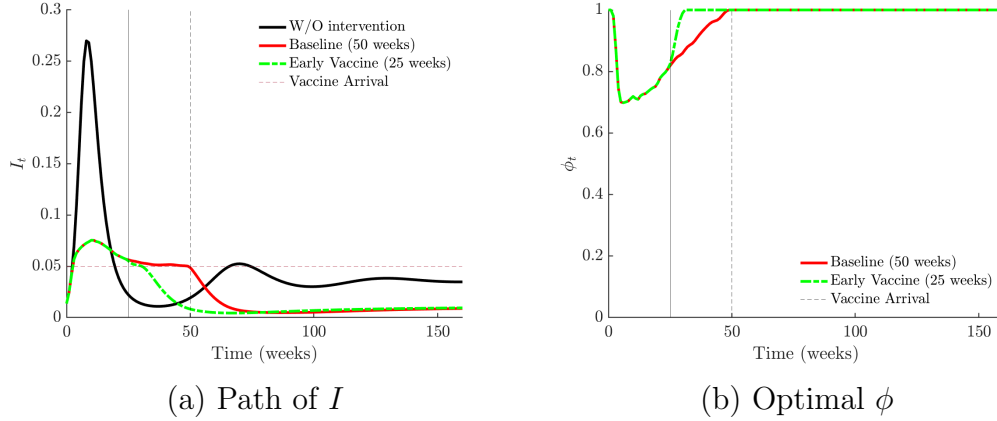 0.3
0.25
0.2
0.15
0.1
0.05
0
I_t
W/O intervention
Baseline (50 weeks)
Early Vaccine (25 weeks)
Vaccine Arrival
0 50 100 150
Time (weeks)
(a) Path of I
1
0.8
0.6
0.4
0.2
0
ϕ_t
Baseline (50 weeks)
Early Vaccine (25 weeks)
Vaccine Arrival
0 50 100 150
Time (weeks)
(b) Optimal ϕ